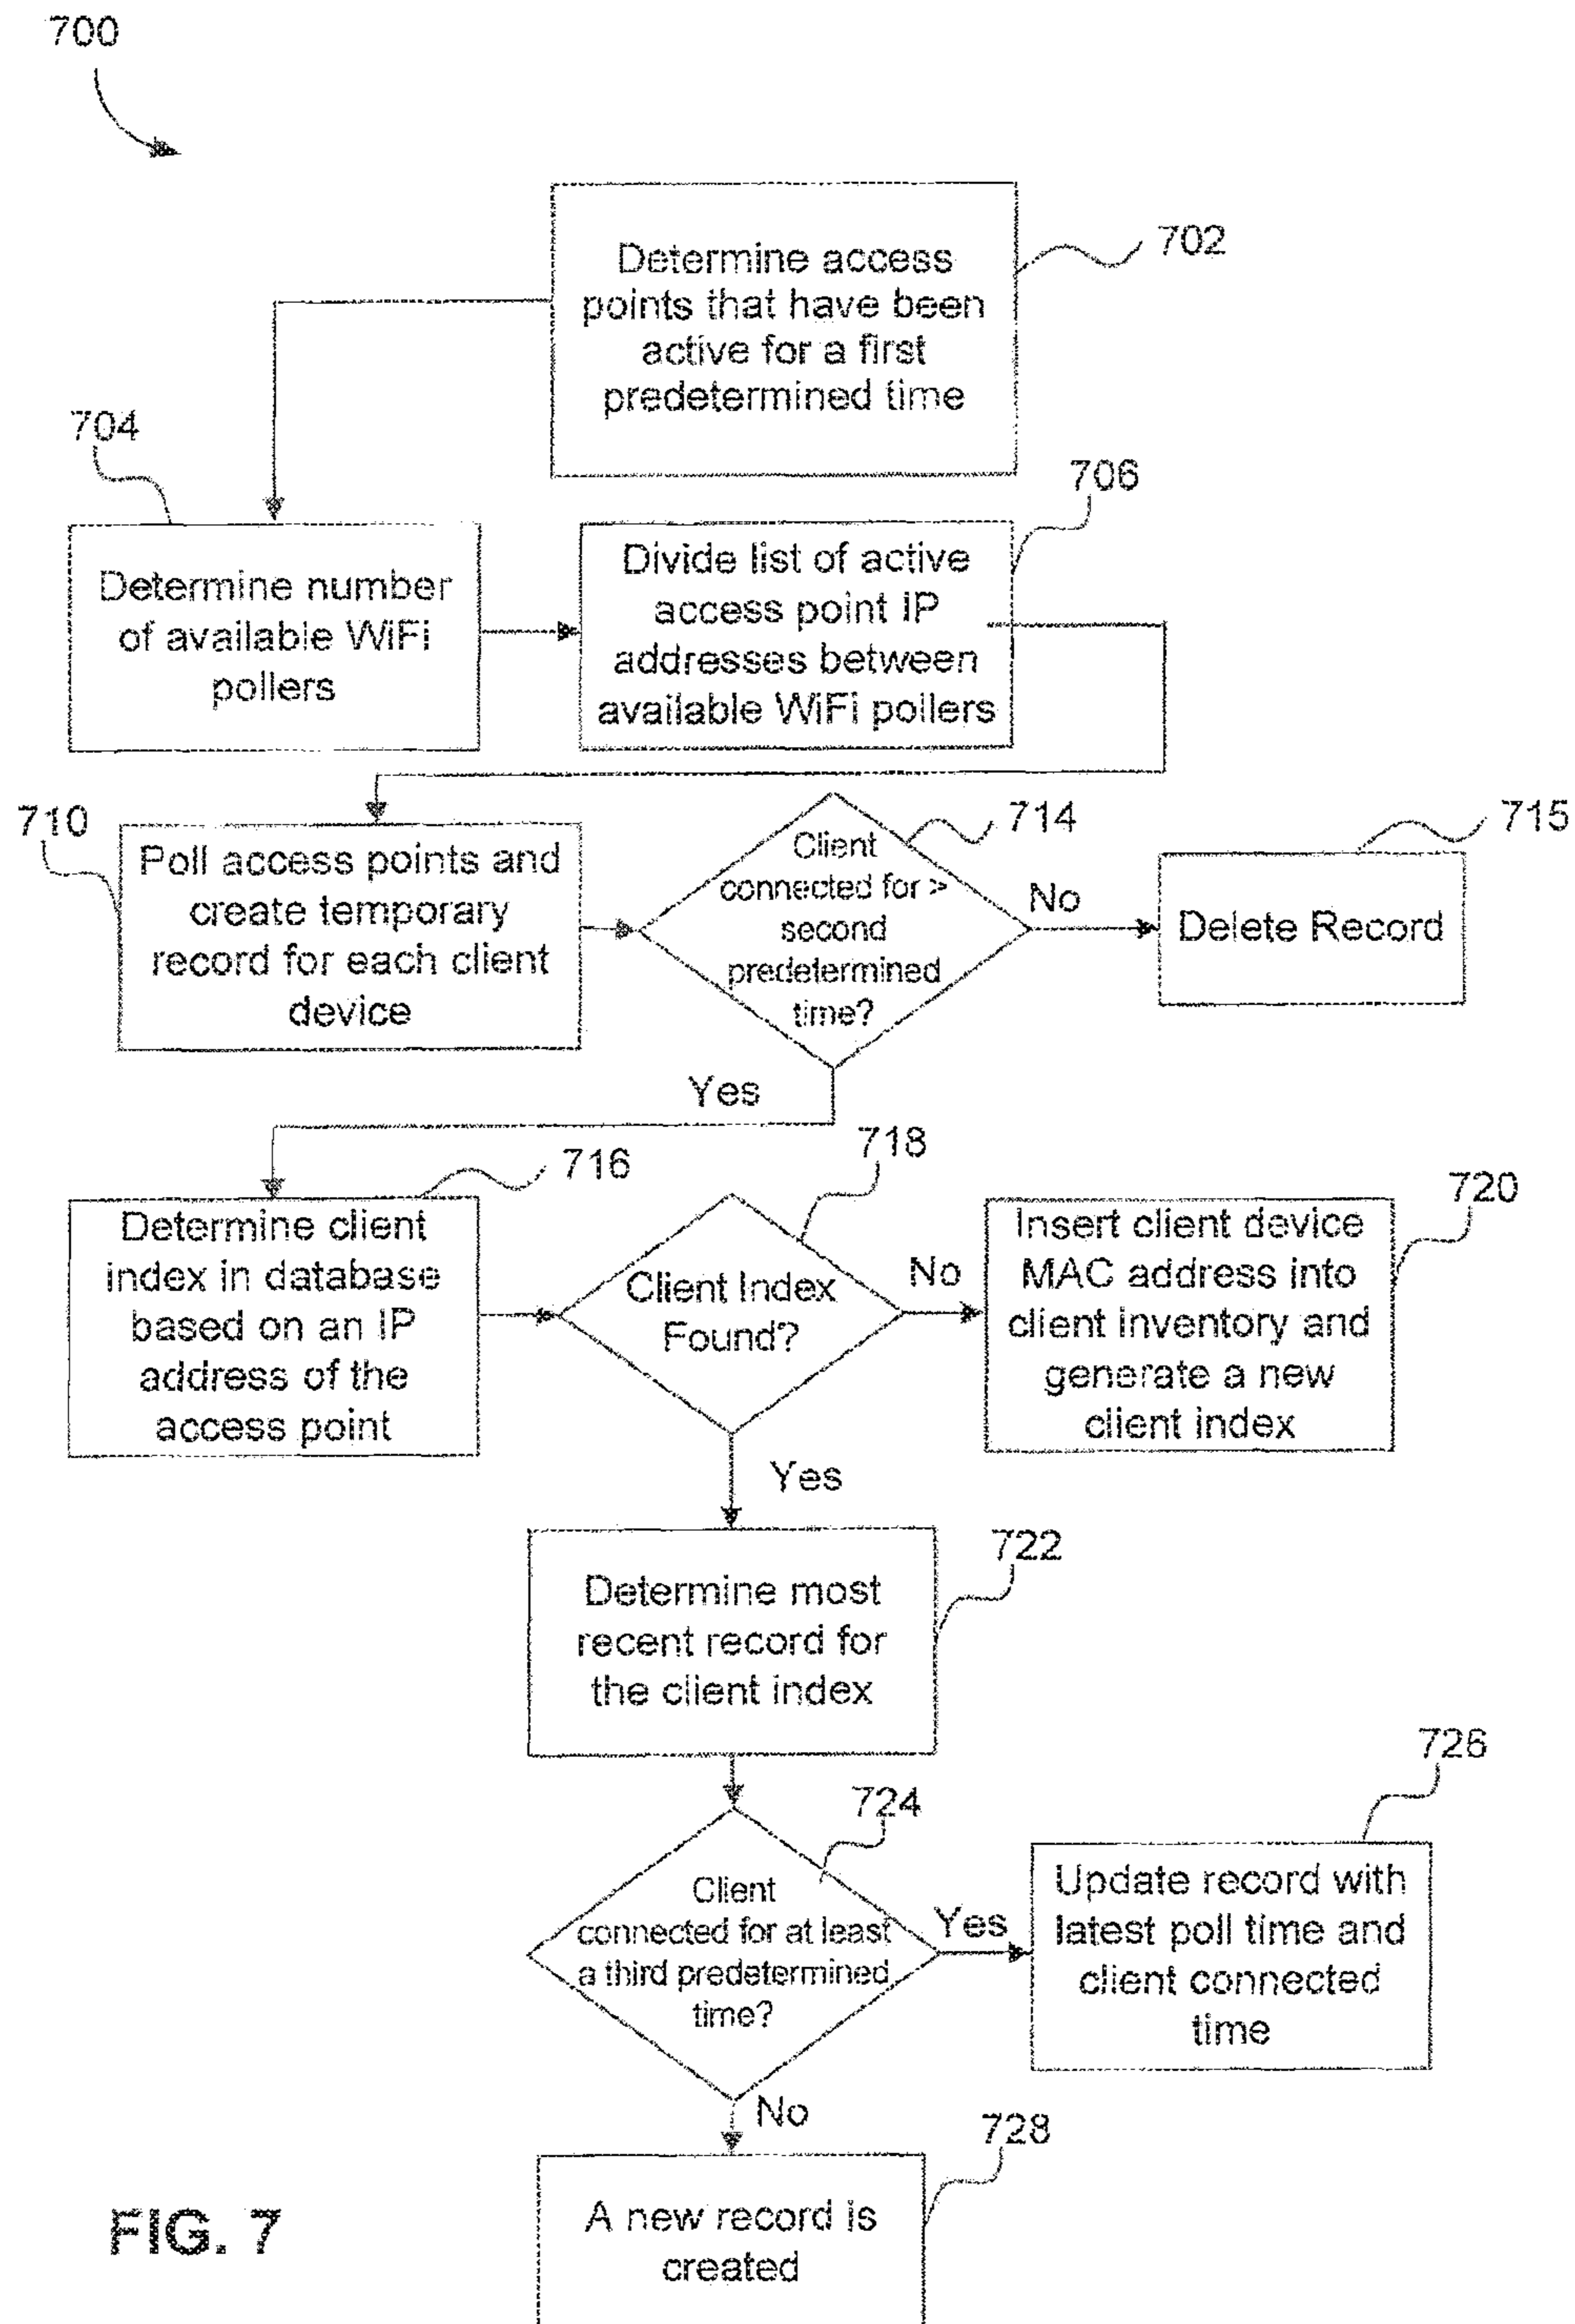 700
Determine access
points that have been
active for a first
predetermined time
702
704
Determine number
of available WiFi
pollers
706
Divide list of active
access point IP
addresses between
available WiFi pollers
710
Poll access points and
create temporary
record for each client
device
714
Client
connected for >
second
predetermined
time?
No
715
Delete Record
Yes
716
Determine client
index in database
based on an IP
address of the
access point
718
Client Index
Found?
No
720
Insert client device
MAC address into
client inventory and
generate a new
client index
Yes
722
Determine most
recent record for
the client index
724
Client
connected for at least
a third predetermined
time?
Yes
726
Update record with
latest poll time and
client connected
time
No
728
A new record is
created
FIG. 7